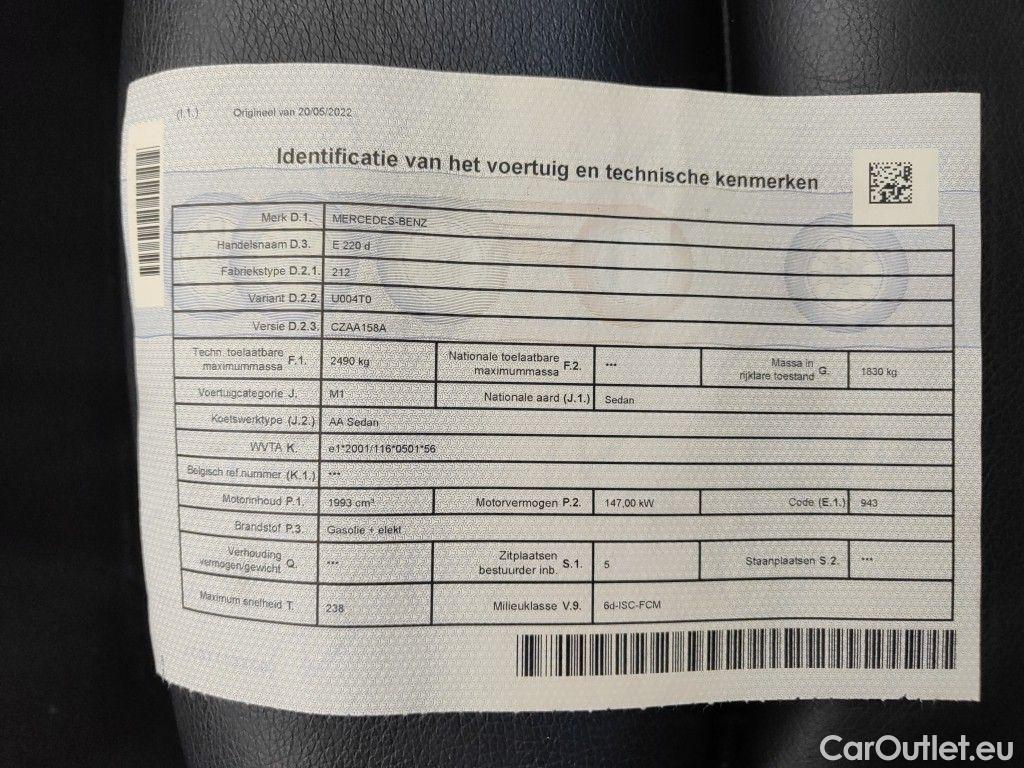 (I.1.) Origineel van 20/05/2022
Identificatie van het voertuig en technische kenmerken
Merk D.1. MERCEDES-BENZ
Handelsnaam D.3. E 220 d
Fabriekstype D.2.1. 212
Variant D.2.2. U004T0
Versie D.2.3. CZAA158A
Techn. toelaatbare maximummassa F.1. 2490 kg Nationale toelaatbare maximummassa F.2. *** Massa in rijklare toestand G. 1830 kg
Voertuigcategorie J. M1 Nationale aard (J.1.) Sedan
Koetswerktype (J.2.) AA Sedan
WVTA K. e1*2001/116*0501*56
Belgisch ref.nummer (K.1.) ***
Motorinhoud P.1. 1993 cm³ Motorvermogen P.2. 147,00 kW Code (E.1.) 943
Brandstof P.3. Gasolie + elekt
Verhouding vermogen/gewicht Q. *** Zitplaatsen bestuurder inb. S.1. 5 Staanplaatsen S.2. ***
Maximum snelheid T. 238 Milieuklasse V.9. 6d-ISC-FCM
CarOutlet.eu